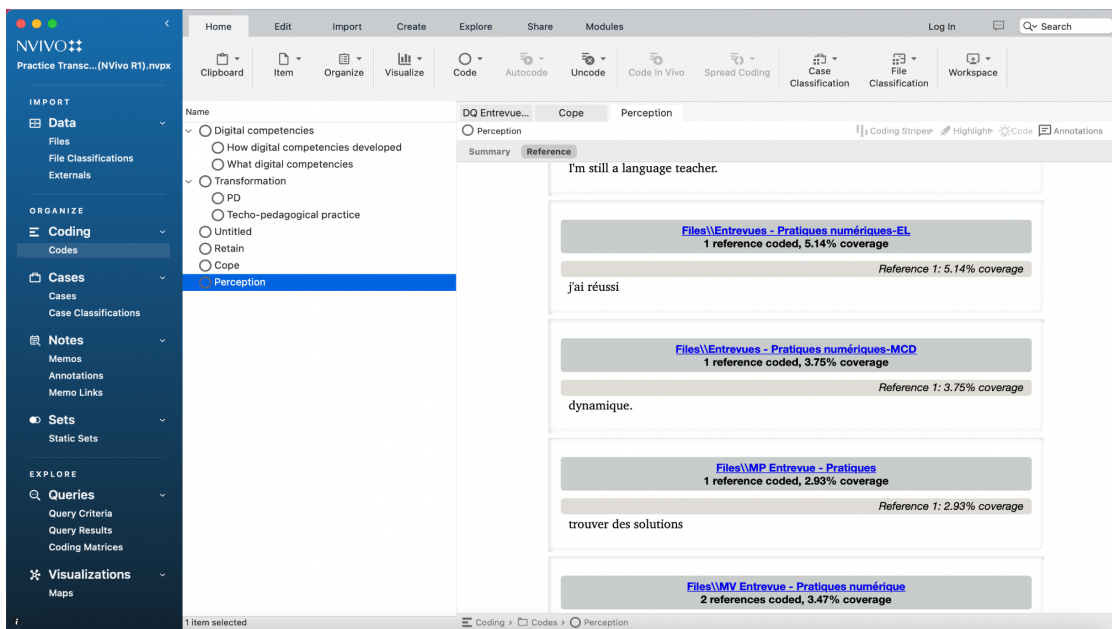 NVIVO
Practice Transc...(NVivo R1).nvpx
IMPORT
Data
Files
File Classifications
Externals
ORGANIZE
Coding
Codes
Cases
Cases
Case Classifications
Notes
Memos
Annotations
Memo Links
Sets
Static Sets
EXPLORE
Queries
Query Criteria
Query Results
Coding Matrices
Visualizations
Maps
i
Home Edit Import Create Explore Share Modules Log In Search
Clipboard Item Organize Visualize Code Autocode Uncode Code In Vivo Spread Coding Case Classification File Classification Workspace
Name
Digital competencies
How digital competencies developed
What digital competencies
Transformation
PD
Techo-pedagogical practice
Untitled
Retain
Cope
Perception
1 item selected
DQ Entrevue... Cope Perception
Perception Coding Stripes Highlight Code Annotations
Summary Reference
I'm still a language teacher.
Files\\Entrevues - Pratiques numériques-EL
1 reference coded, 5.14% coverage
Reference 1: 5.14% coverage
j'ai réussi
Files\\Entrevues - Pratiques numériques-MCD
1 reference coded, 3.75% coverage
Reference 1: 3.75% coverage
dynamique.
Files\\MP Entrevue - Pratiques
1 reference coded, 2.93% coverage
Reference 1: 2.93% coverage
trouver des solutions
Files\\MV Entrevue - Pratiques numérique
2 references coded, 3.47% coverage
Coding > Codes > Perception